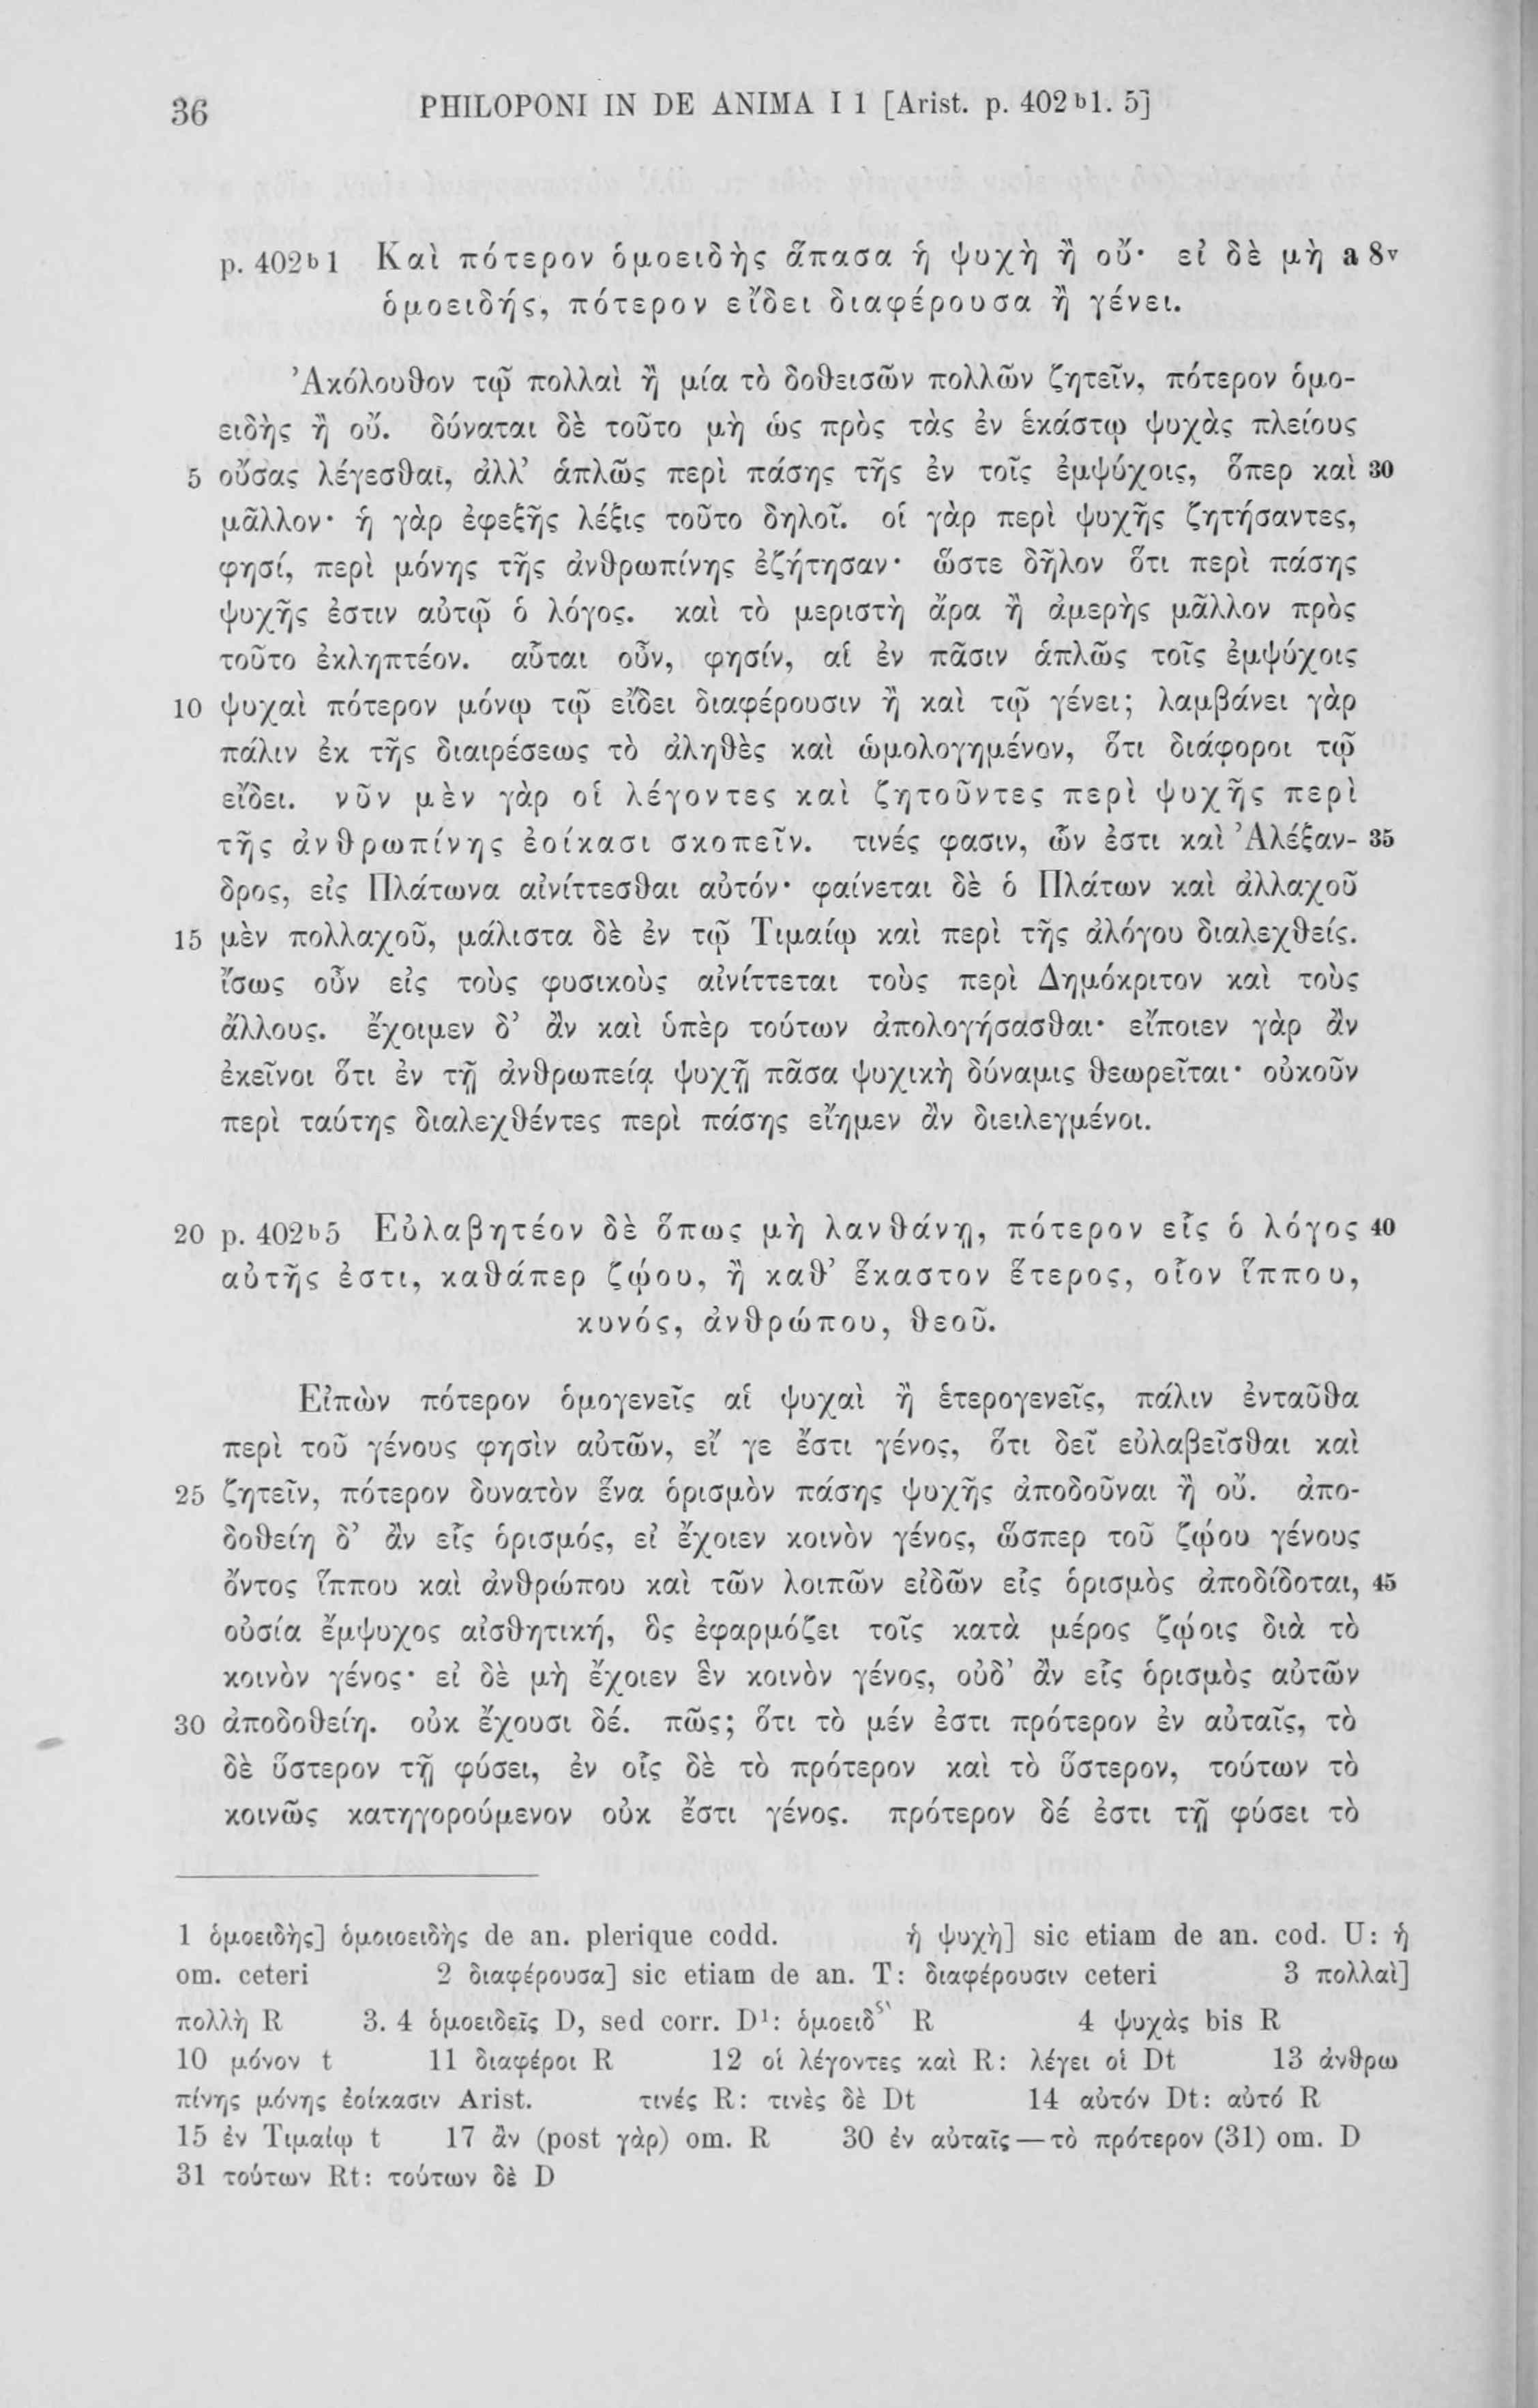 36 PHILOPONI IN DE ANIMA I 1 [Arist. p. 402ᵇ1. 5]
p. 402ᵇ1 Καὶ πότερον ὁμοειδὴς ἅπασα ἡ ψυχὴ ἢ οὔ· εἰ δὲ μὴ a 8ᵛ
ὁμοειδής, πότερον εἴδει διαφέρουσα ἢ γένει.
Ἀκόλουθον τῷ πολλαὶ ἢ μία τὸ δοθεισῶν πολλῶν ζητεῖν, πότερον ὁμο-
ειδὴς ἢ οὔ. δύναται δὲ τοῦτο μὴ ὡς πρὸς τὰς ἐν ἑκάστῳ ψυχὰς πλείους
5 οὔσας λέγεσθαι, ἀλλ’ ἁπλῶς περὶ πάσης τῆς ἐν τοῖς ἐμψύχοις, ὅπερ καὶ 30
μᾶλλον· ἡ γὰρ ἐφεξῆς λέξις τοῦτο δηλοῖ. οἱ γὰρ περὶ ψυχῆς ζητήσαντες,
φησί, περὶ μόνης τῆς ἀνθρωπίνης ἐζήτησαν· ὥστε δῆλον ὅτι περὶ πάσης
ψυχῆς ἐστιν αὐτῷ ὁ λόγος. καὶ τὸ μεριστὴ ἄρα ἢ ἀμερὴς μᾶλλον πρὸς
τοῦτο ἐκληπτέον. αὗται οὖν, φησίν, αἱ ἐν πᾶσιν ἁπλῶς τοῖς ἐμψύχοις
10 ψυχαὶ πότερον μόνῳ τῷ εἴδει διαφέρουσιν ἢ καὶ τῷ γένει; λαμβάνει γὰρ
πάλιν ἐκ τῆς διαιρέσεως τὸ ἀληθὲς καὶ ὡμολογημένον, ὅτι διάφοροι τῷ
εἴδει. νῦν μὲν γὰρ οἱ λέγοντες καὶ ζητοῦντες περὶ ψυχῆς περὶ
τῆς ἀνθρωπίνης ἐοίκασι σκοπεῖν. τινές φασιν, ὧν ἐστι καὶ Ἀλέξαν- 35
δρος, εἰς Πλάτωνα αἰνίττεσθαι αὐτόν· φαίνεται δὲ ὁ Πλάτων καὶ ἀλλαχοῦ
15 μὲν πολλαχοῦ, μάλιστα δὲ ἐν τῷ Τιμαίῳ καὶ περὶ τῆς ἀλόγου διαλεχθείς.
ἴσως οὖν εἰς τοὺς φυσικοὺς αἰνίττεται τοὺς περὶ Δημόκριτον καὶ τοὺς
ἄλλους. ἔχοιμεν δ’ ἂν καὶ ὑπὲρ τούτων ἀπολογήσασθαι· εἴποιεν γὰρ ἂν
ἐκεῖνοι ὅτι ἐν τῇ ἀνθρωπείᾳ ψυχῇ πᾶσα ψυχικὴ δύναμις θεωρεῖται· οὐκοῦν
περὶ ταύτης διαλεχθέντες περὶ πάσης εἴημεν ἂν διειλεγμένοι.
20 p. 402ᵇ5 Εὐλαβητέον δὲ ὅπως μὴ λανθάνῃ, πότερον εἷς ὁ λόγος 40
αὐτῆς ἐστι, καθάπερ ζῴου, ἢ καθ’ ἕκαστον ἕτερος, οἷον ἵππου,
κυνός, ἀνθρώπου, θεοῦ.
Εἰπὼν πότερον ὁμογενεῖς αἱ ψυχαὶ ἢ ἑτερογενεῖς, πάλιν ἐνταῦθα
περὶ τοῦ γένους φησὶν αὐτῶν, εἴ γε ἔστι γένος, ὅτι δεῖ εὐλαβεῖσθαι καὶ
25 ζητεῖν, πότερον δυνατὸν ἕνα ὁρισμὸν πάσης ψυχῆς ἀποδοῦναι ἢ οὔ. ἀπο-
δοθείη δ’ ἂν εἷς ὁρισμός, εἰ ἔχοιεν κοινὸν γένος, ὥσπερ τοῦ ζῴου γένους
ὄντος ἵππου καὶ ἀνθρώπου καὶ τῶν λοιπῶν εἰδῶν εἷς ὁρισμὸς ἀποδίδοται, 45
οὐσία ἔμψυχος αἰσθητική, ὃς ἐφαρμόζει τοῖς κατὰ μέρος ζῴοις διὰ τὸ
κοινὸν γένος· εἰ δὲ μὴ ἔχοιεν ἓν κοινὸν γένος, οὐδ’ ἂν εἷς ὁρισμὸς αὐτῶν
30 ἀποδοθείη. οὐκ ἔχουσι δέ. πῶς; ὅτι τὸ μέν ἐστι πρότερον ἐν αὐταῖς, τὸ
δὲ ὕστερον τῇ φύσει, ἐν οἷς δὲ τὸ πρότερον καὶ τὸ ὕστερον, τούτων τὸ
κοινῶς κατηγορούμενον οὐκ ἔστι γένος. πρότερον δέ ἐστι τῇ φύσει τὸ
1 ὁμοειδὴς] ὁμοιοειδὴς de an. plerique codd. ἡ ψυχὴ] sic etiam de an. cod. U: ἡ
om. ceteri 2 διαφέρουσα] sic etiam de an. T: διαφέρουσιν ceteri 3 πολλαὶ]
πολλὴ R 3. 4 ὁμοειδεῖς D, sed corr. D¹: ὁμοειδˢ‵ R 4 ψυχὰς bis R
10 μόνον t 11 διαφέροι R 12 οἱ λέγοντες καὶ R: λέγει οἱ Dt 13 ἀνθρω
πίνης μόνης ἐοίκασιν Arist. τινές R: τινὲς δὲ Dt 14 αὐτόν Dt: αὐτό R
15 ἐν Τιμαίῳ t 17 ἂν (post γὰρ) om. R 30 ἐν αὐταῖς — τὸ πρότερον (31) om. D
31 τούτων Rt: τούτων δὲ D